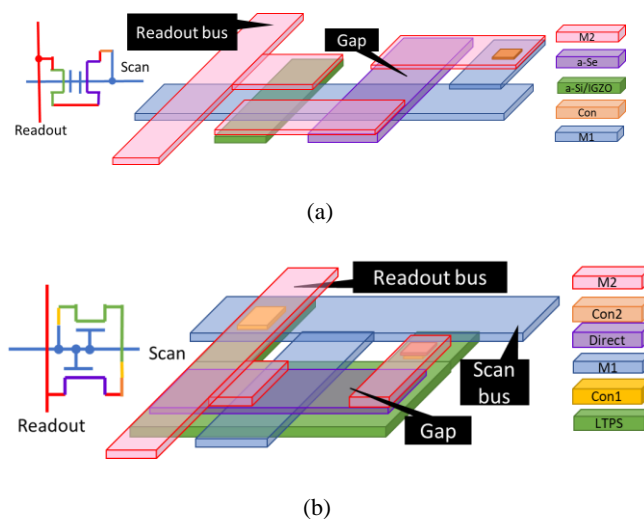 Readout bus
Gap
Scan
Readout
M2
a-Se
a-Si/IGZO
Con
M1
(a)
Readout bus
Scan
Scan
bus
Readout
Gap
M2
Con2
Direct
M1
Con1
LTPS
(b)